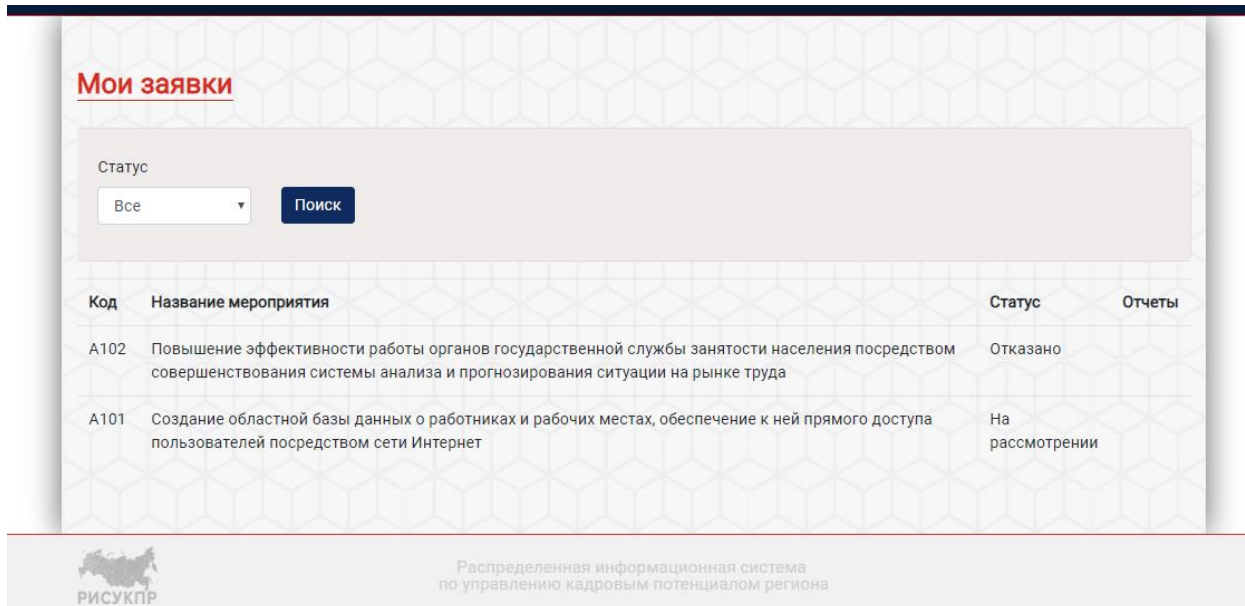 Мои заявки
Статус
Все
Поиск
Код Название мероприятия Статус Отчеты
А102 Повышение эффективности работы органов государственной службы занятости населения посредством Отказано
совершенствования системы анализа и прогнозирования ситуации на рынке труда
А101 Создание областной базы данных о работниках и рабочих местах, обеспечение к ней прямого доступа На
пользователей посредством сети Интернет рассмотрении
Распределенная информационная система
по управлению кадровым потенциалом региона
РИСУКПР